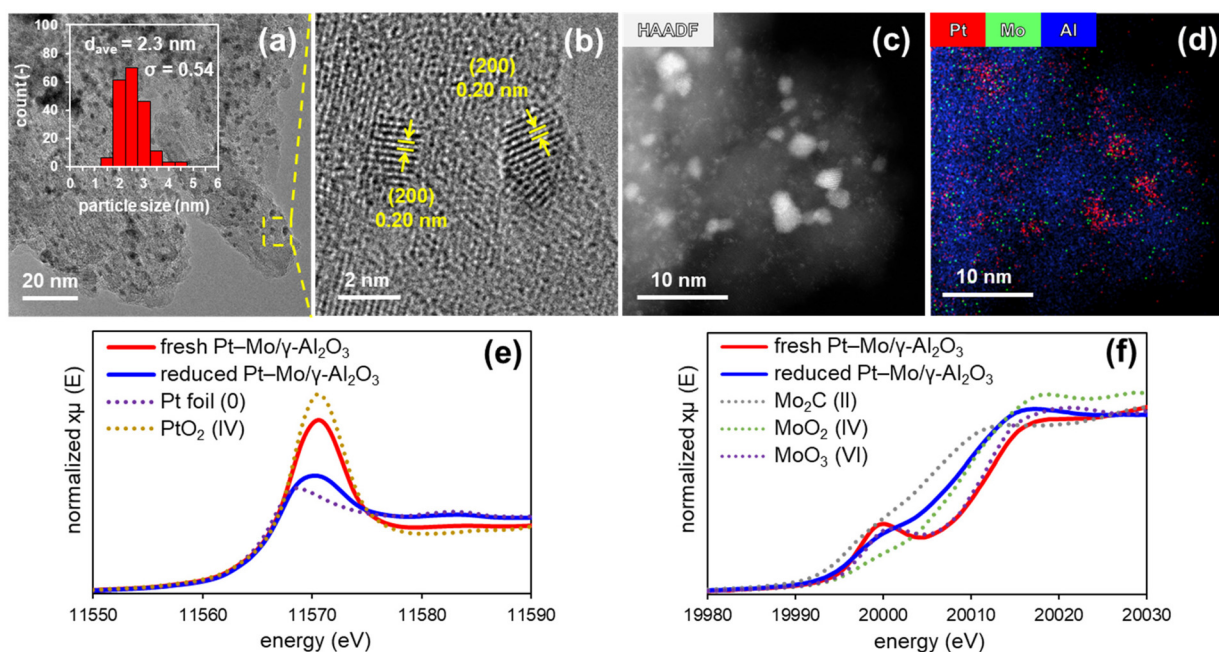 (a)
count (-)
100
80
60
40
20
0
d_ave = 2.3 nm
σ = 0.54
0 1 2 3 4 5 6
particle size (nm)
20 nm
(b)
(200)
0.20 nm
(200)
0.20 nm
2 nm
HAADF
(c)
10 nm
Pt Mo Al
(d)
10 nm
(e)
fresh Pt–Mo/γ-Al₂O₃
reduced Pt–Mo/γ-Al₂O₃
Pt foil (0)
PtO₂ (IV)
normalized xμ (E)
11550 11560 11570 11580 11590
energy (eV)
(f)
fresh Pt–Mo/γ-Al₂O₃
reduced Pt–Mo/γ-Al₂O₃
Mo₂C (II)
MoO₂ (IV)
MoO₃ (VI)
normalized xμ (E)
19980 19990 20000 20010 20020 20030
energy (eV)